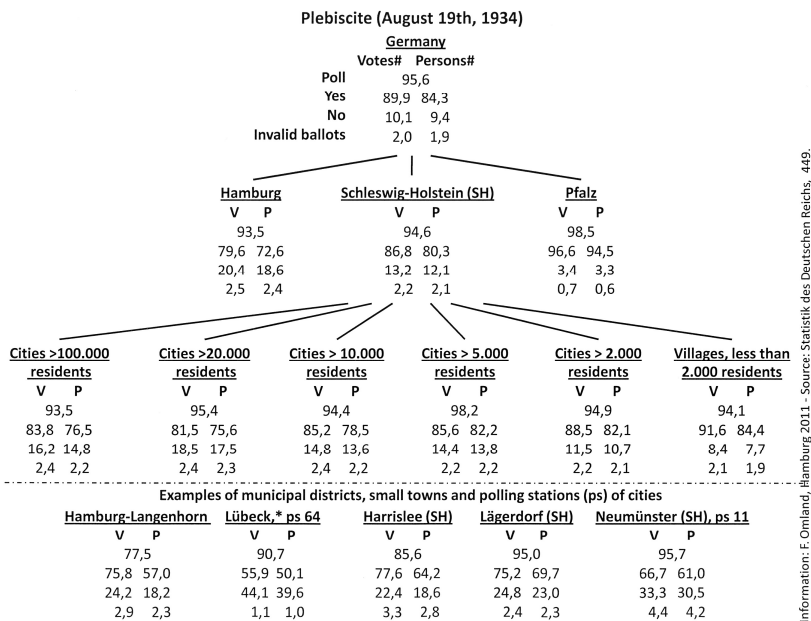 Plebiscite (August 19th, 1934)
Germany
Votes# Persons#
Poll 95,6
Yes 89,9 84,3
No 10,1 9,4
Invalid ballots 2,0 1,9
Hamburg
V P
93,5
79,6 72,6
20,4 18,6
2,5 2,4
Schleswig-Holstein (SH)
V P
94,6
86,8 80,3
13,2 12,1
2,2 2,1
Pfalz
V P
98,5
96,6 94,5
3,4 3,3
0,7 0,6
Cities >100.000
residents
V P
93,5
83,8 76,5
16,2 14,8
2,4 2,2
Cities >20.000
residents
V P
95,4
81,5 75,6
18,5 17,5
2,4 2,3
Cities > 10.000
residents
V P
94,4
85,2 78,5
14,8 13,6
2,4 2,2
Cities > 5.000
residents
V P
98,2
85,6 82,2
14,4 13,8
2,2 2,2
Cities > 2.000
residents
V P
94,9
88,5 82,1
11,5 10,7
2,2 2,1
Villages, less than
2.000 residents
V P
94,1
91,6 84,4
8,4 7,7
2,1 1,9
Examples of municipal districts, small towns and polling stations (ps) of cities
Hamburg-Langenhorn
V P
77,5
75,8 57,0
24,2 18,2
2,9 2,3
Lübeck,* ps 64
V P
90,7
55,9 50,1
44,1 39,6
1,1 1,0
Harrislee (SH)
V P
85,6
77,6 64,2
22,4 18,6
3,3 2,8
Lägerdorf (SH)
V P
95,0
75,2 69,7
24,8 23,0
2,4 2,3
Neumünster (SH), ps 11
V P
95,7
66,7 61,0
33,3 30,5
4,4 4,2
Information: F. Omland, Hamburg 2011 - Source: Statistik des Deutschen Reichs, 449.